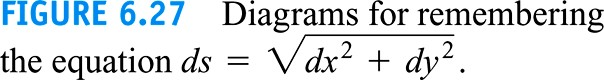 FIGURE 6.27 Diagrams for remembering
the equation ds = √dx² + dy².